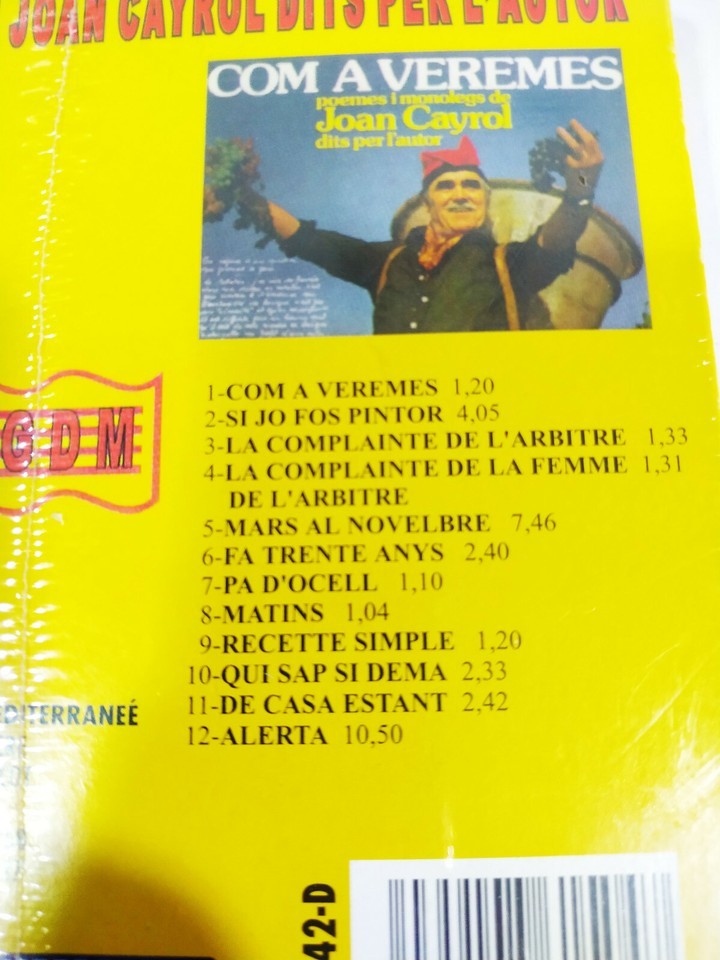 JOAN CAYROL DITS PER L'AUTOR
COM A VEREMES
poemes i monolegs de
Joan Cayrol
dits per l'autor
1-COM A VEREMES 1,20
2-SI JO FOS PINTOR 4,05
3-LA COMPLAINTE DE L'ARBITRE 1,33
4-LA COMPLAINTE DE LA FEMME 1,31
DE L'ARBITRE
GDM
5-MARS AL NOVELBRE 7,46
6-FA TRENTE ANYS 2,40
7-PA D'OCELL 1,10
8-MATINS 1,04
9-RECETTE SIMPLE 1,20
10-QUI SAP SI DEMA 2,33
11-DE CASA ESTANT 2,42
DITERRANEÉ
12-ALERTA 10,50
42-D